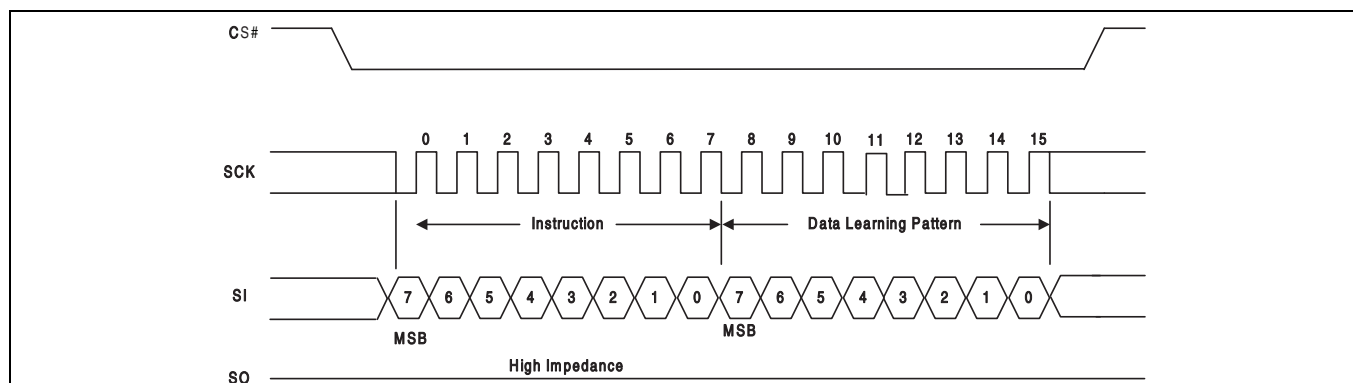 CS#
0 1 2 3 4 5 6 7 8 9 10 11 12 13 14 15
SCK
Instruction Data Learning Pattern
SI 7 6 5 4 3 2 1 0 7 6 5 4 3 2 1 0
MSB MSB
High Impedance
SO